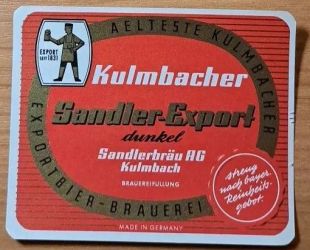 AELTESTE KULMBACHER
EXPORTBIER-BRAUEREI
EXPORT
SEIT 1831
Kulmbacher
Sandler-Export
dunkel
Sandlerbräu AG
Kulmbach
BRAUEREIFÜLLUNG
streng
nach bayer.
Reinheits-
gebot.
MADE IN GERMANY